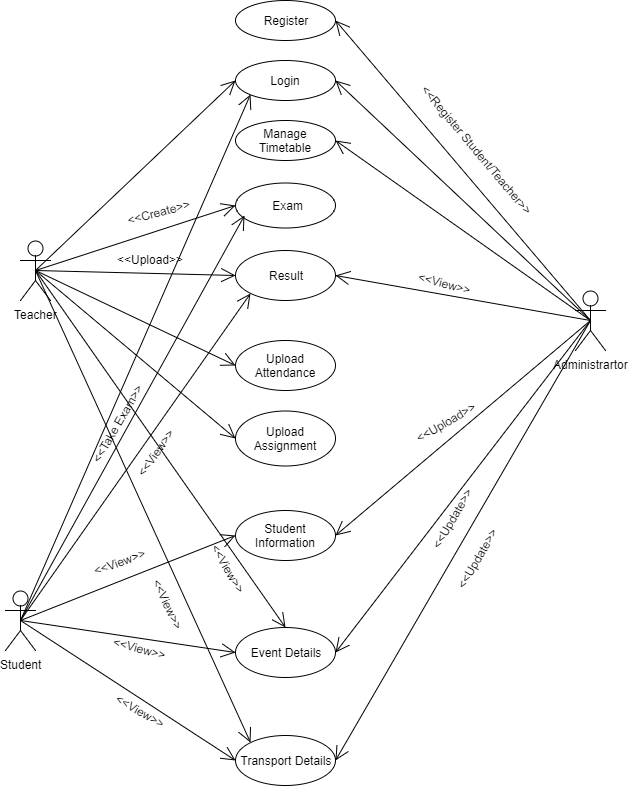 Register
Login
<<Register Student/Teacher>>
Manage
Timetable
<<Create>>
Exam
<<Upload>>
Result
<<View>>
Teacher
Administrartor
Upload
Attendance
<<Take Exam>>
<<View>>
Upload
Assignment
<<Upload>>
Student
Information
<<Update>>
<<View>>
<<View>>
<<View>>
<<Update>>
Student
<<View>>
Event Details
<<View>>
Transport Details